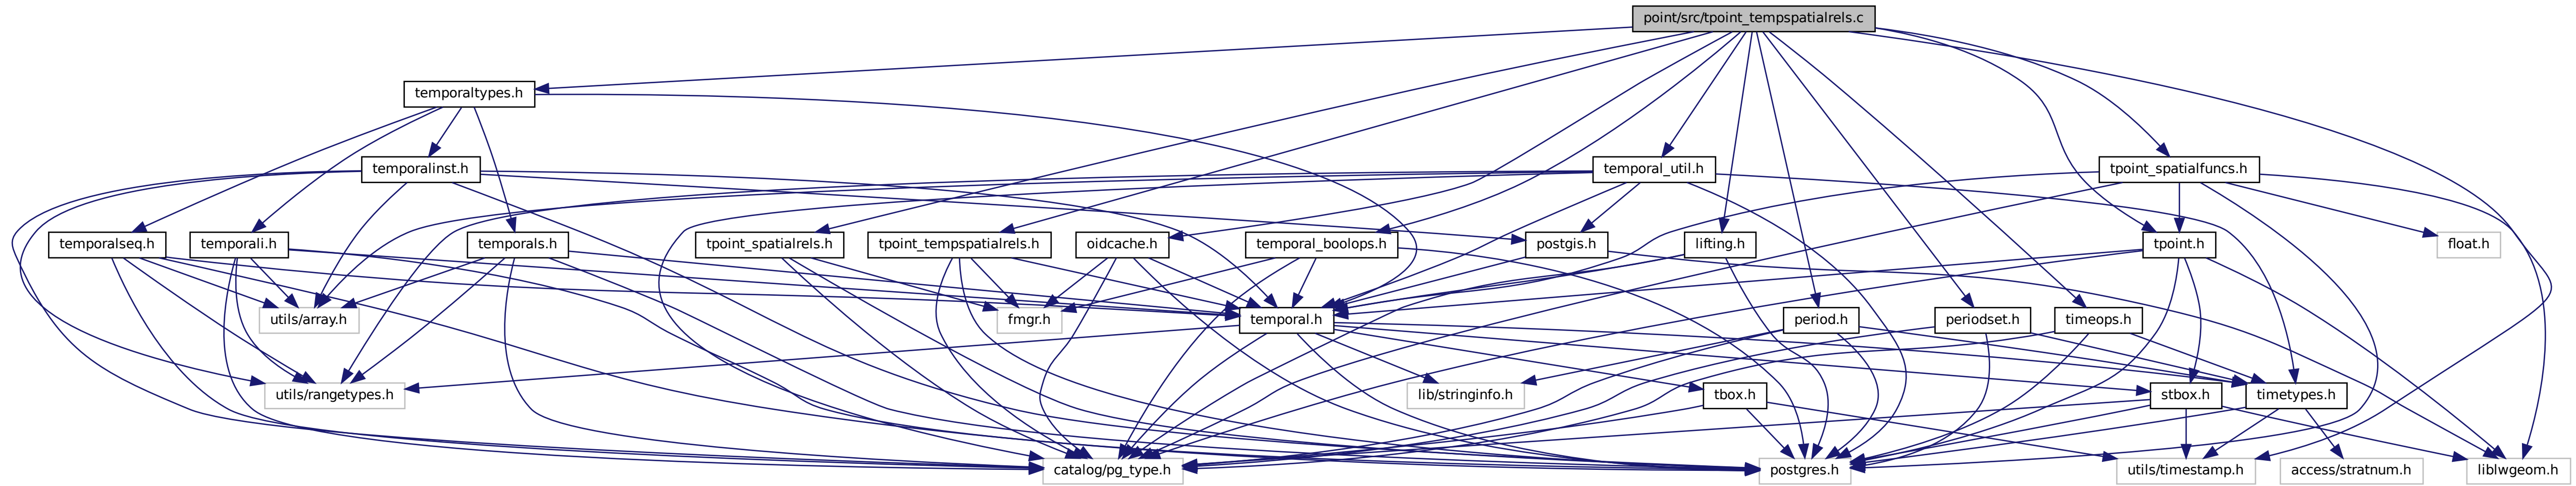 point/src/tpoint_tempspatialrels.c
temporaltypes.h
temporalinst.h
temporal_util.h
tpoint_spatialfuncs.h
temporalseq.h
temporali.h
temporals.h
tpoint_spatialrels.h
tpoint_tempspatialrels.h
oidcache.h
temporal_boolops.h
postgis.h
lifting.h
tpoint.h
float.h
utils/array.h
fmgr.h
temporal.h
period.h
periodset.h
timeops.h
utils/rangetypes.h
lib/stringinfo.h
tbox.h
stbox.h
timetypes.h
catalog/pg_type.h
postgres.h
utils/timestamp.h
access/stratnum.h
liblwgeom.h